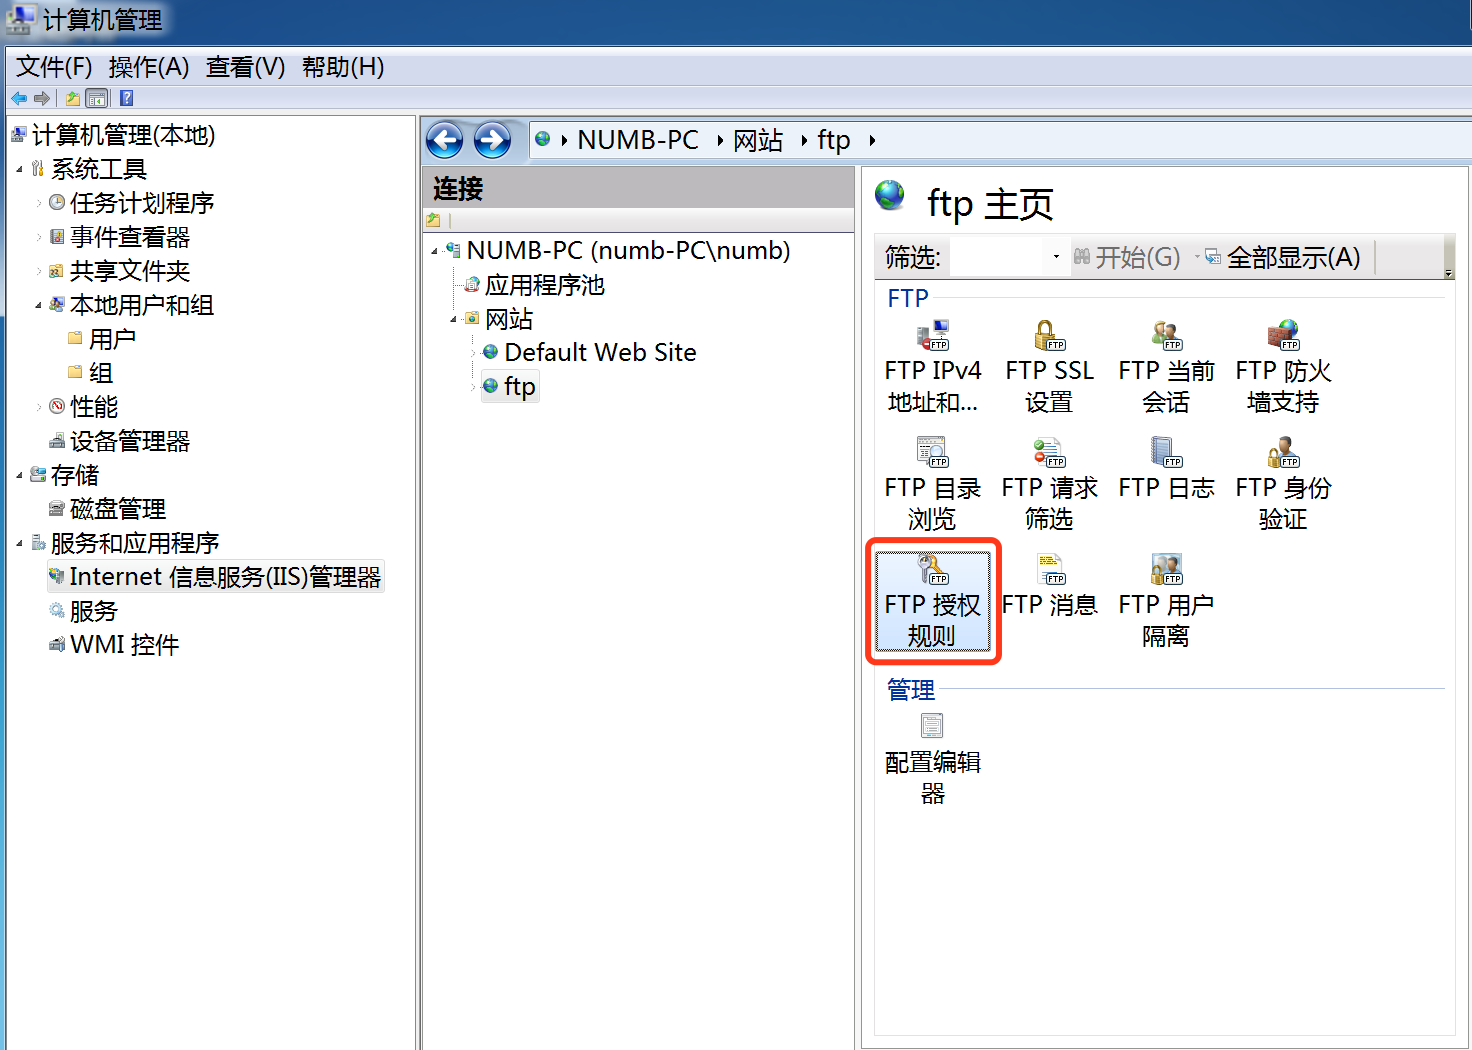 计算机管理
文件(F) 操作(A) 查看(V) 帮助(H)
计算机管理(本地)
系统工具
任务计划程序
事件查看器
共享文件夹
本地用户和组
用户
组
性能
设备管理器
存储
磁盘管理
服务和应用程序
Internet 信息服务(IIS)管理器
服务
WMI 控件
NUMB-PC 网站 ftp
连接
NUMB-PC (numb-PC\numb)
应用程序池
网站
Default Web Site
ftp
ftp 主页
筛选: 开始(G) 全部显示(A)
FTP
FTP IPv4
地址和...
FTP SSL
设置
FTP 当前
会话
FTP 防火
墙支持
FTP 目录
浏览
FTP 请求
筛选
FTP 日志
FTP 身份
验证
FTP 授权
规则
FTP 消息
FTP 用户
隔离
管理
配置编辑
器